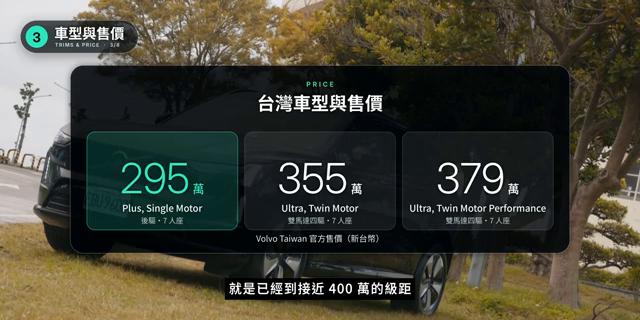 3 車型與售價
TRIMS & PRICE · 3/8
PRICE
台灣車型與售價
295 萬
Plus, Single Motor
後驅・7 人座
355 萬
Ultra, Twin Motor
雙馬達四驅・7 人座
379 萬
Ultra, Twin Motor Performance
雙馬達四驅・7 人座
Volvo Taiwan 官方售價（新台幣）
就是已經到接近 400 萬的級距